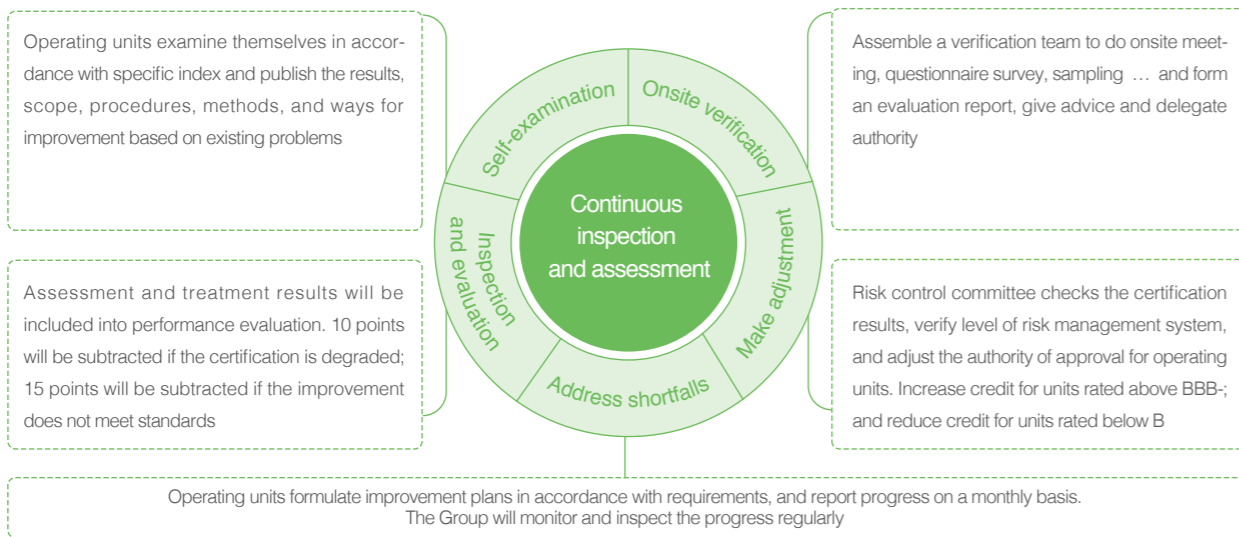 Operating units examine themselves in accor-
dance with specific index and publish the results,
scope, procedures, methods, and ways for
improvement based on existing problems
Assemble a verification team to do onsite meet-
ing, questionnaire survey, sampling … and form
an evaluation report, give advice and delegate
authority
Self-examination
Onsite verification
Continuous
inspection
and assessment
Inspection
and evaluation
Make adjustment
Address shortfalls
Assessment and treatment results will be
included into performance evaluation. 10 points
will be subtracted if the certification is degraded;
15 points will be subtracted if the improvement
does not meet standards
Risk control committee checks the certification
results, verify level of risk management system,
and adjust the authority of approval for operating
units. Increase credit for units rated above BBB-;
and reduce credit for units rated below B
Operating units formulate improvement plans in accordance with requirements, and report progress on a monthly basis.
The Group will monitor and inspect the progress regularly